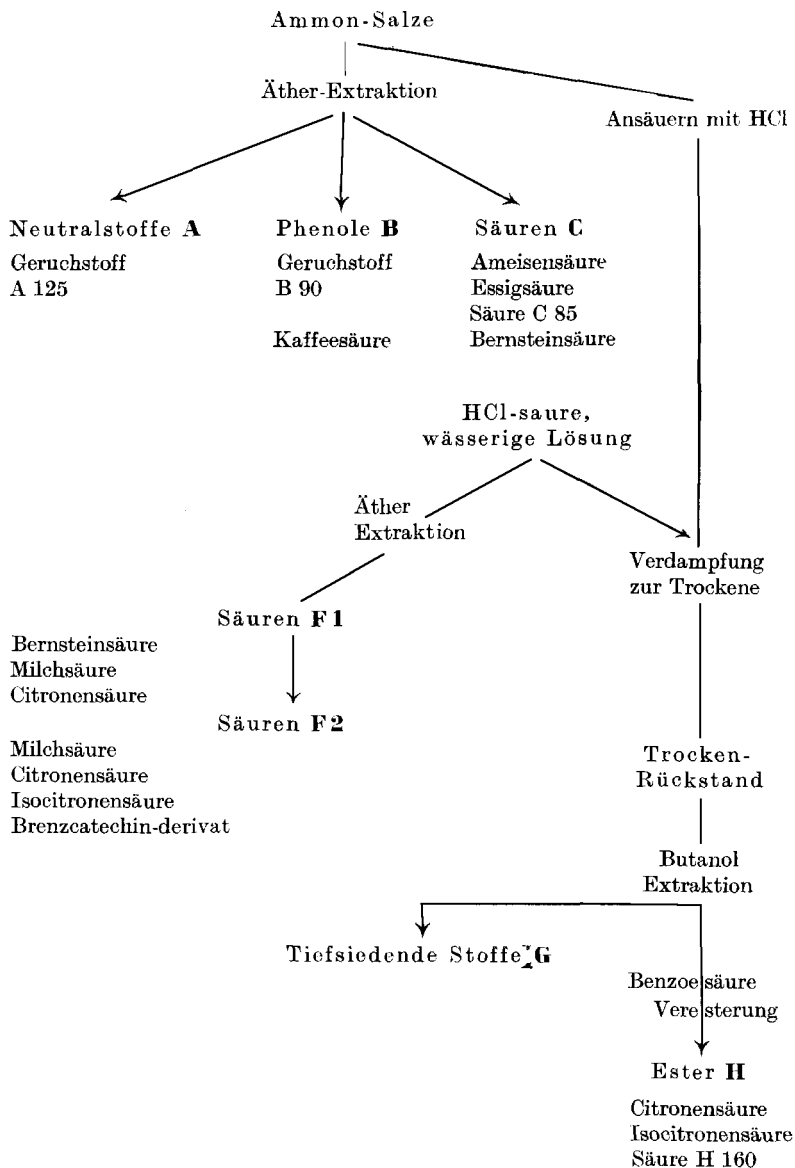 Ammon-Salze
Äther-Extraktion
Ansäuern mit HCl
Neutralstoffe A
Geruchstoff
A 125
Phenole B
Geruchstoff
B 90
Kaffeesäure
Säuren C
Ameisensäure
Essigsäure
Säure C 85
Bernsteinsäure
HCl-saure,
wässerige Lösung
Äther
Extraktion
Verdampfung
zur Trockene
Säuren F1
Bernsteinsäure
Milchsäure
Citronensäure
Säuren F2
Milchsäure
Citronensäure
Isocitronensäure
Brenzcatechin-derivat
Trocken-
Rückstand
Butanol
Extraktion
Tiefsiedende Stoffe G
Benzoesäure
Veresterung
Ester H
Citronensäure
Isocitronensäure
Säure H 160